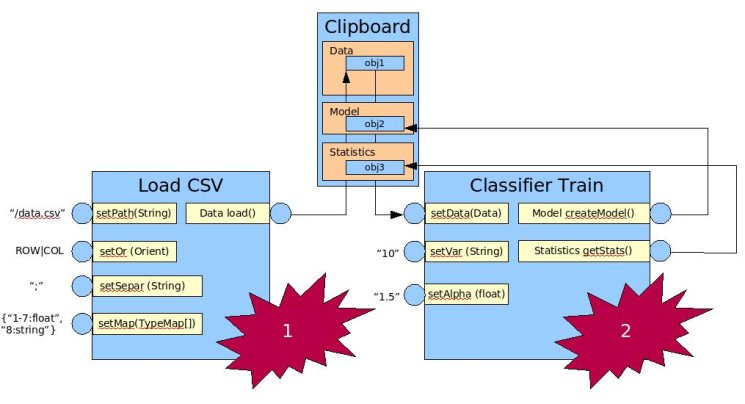 Clipboard
Data
obj1
Model
obj2
Statistics
obj3
Load CSV
"/data.csv"
setPath(String)
Data load()
ROW|COL
setOr (Orient)
";"
setSepar (String)
{"1-7:float",
"8:string"}
setMap(TypeMap[])
1
Classifier Train
setData(Data)
Model createModel()
"10"
setVar (String)
Statistics getStats()
"1.5"
setAlpha (float)
2